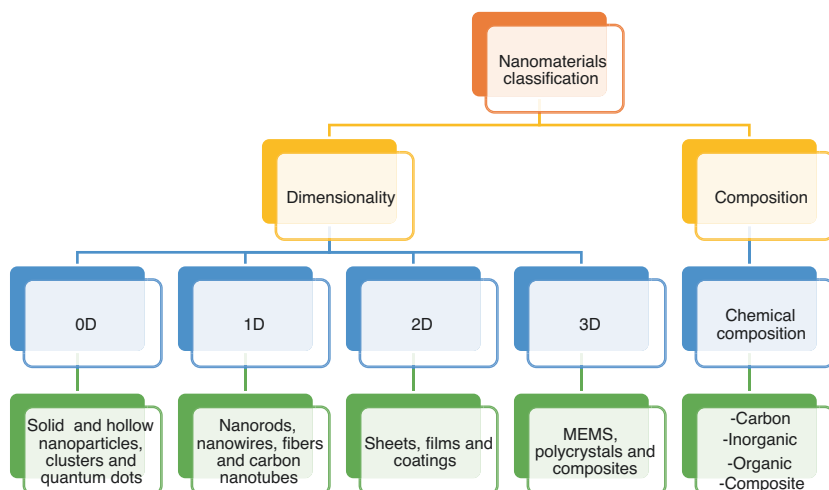 Nanomaterials
classification
Dimensionality
Composition
0D
1D
2D
3D
Chemical
composition
Solid and hollow
nanoparticles,
clusters and
quantum dots
Nanorods,
nanowires, fibers
and carbon
nanotubes
Sheets, films and
coatings
MEMS,
polycrystals and
composites
-Carbon
-Inorganic
-Organic
-Composite